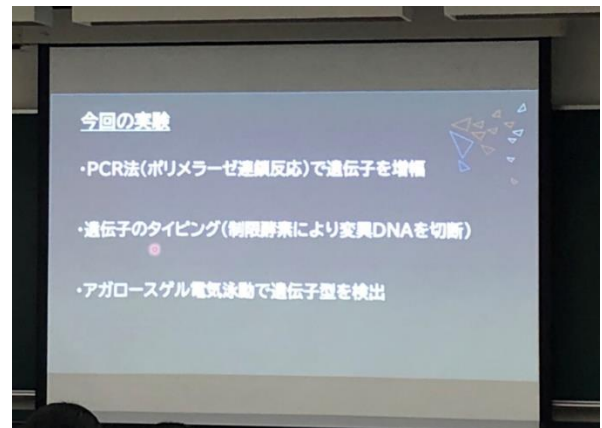 今回の実験
・PCR法(ポリメラーゼ連鎖反応)で遺伝子を増幅
・遺伝子のタイピング(制限酵素により変異DNAを切断)
・アガロースゲル電気泳動で遺伝子型を検出